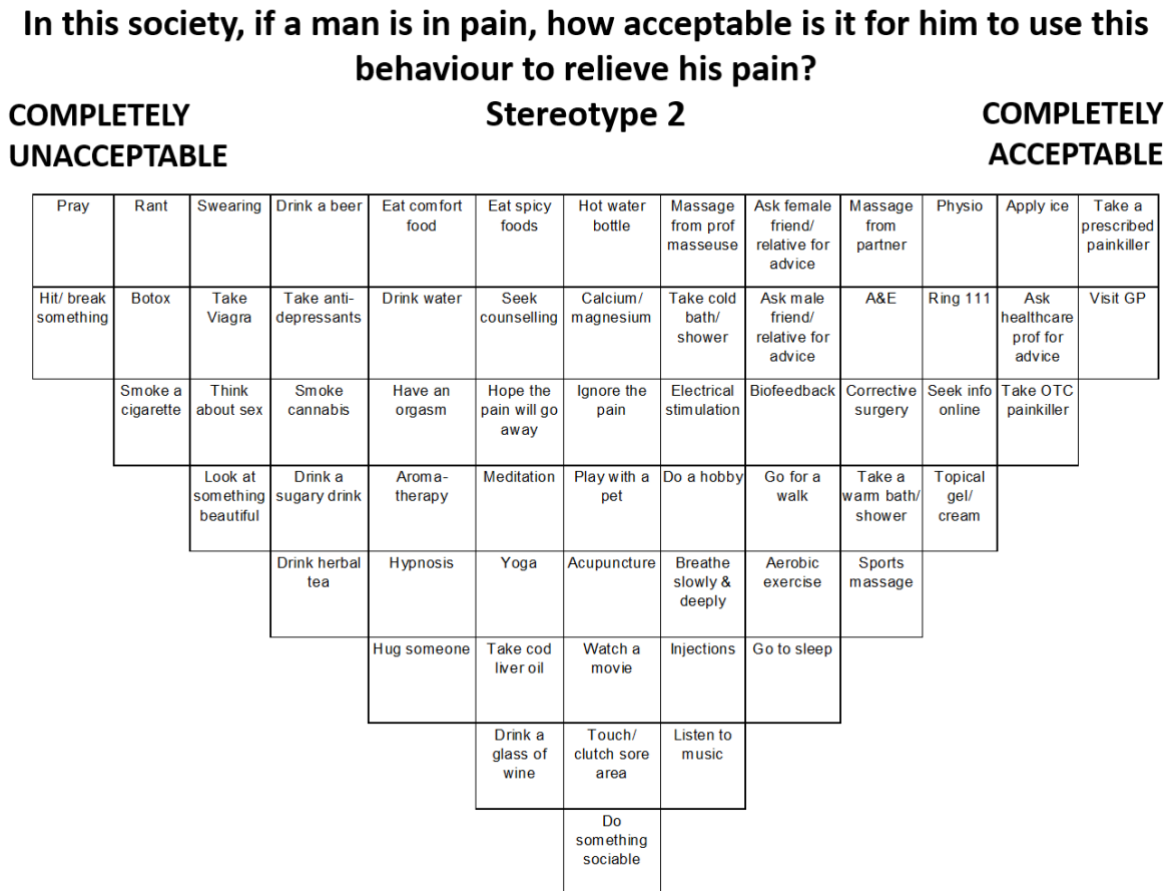 In this society, if a man is in pain, how acceptable is it for him to use this
behaviour to relieve his pain?
COMPLETELY
UNACCEPTABLE
Stereotype 2
COMPLETELY
ACCEPTABLE
Pray
Rant
Swearing
Drink a beer
Eat comfort
food
Eat spicy
foods
Hot water
bottle
Massage
from prof
masseuse
Ask female
friend/
relative for
advice
Massage
from
partner
Physio
Apply ice
Take a
prescribed
painkiller
Hit/ break
something
Botox
Take
Viagra
Take anti-
depressants
Drink water
Seek
counselling
Calcium/
magnesium
Take cold
bath/
shower
Ask male
friend/
relative for
advice
A&E
Ring 111
Ask
healthcare
prof for
advice
Visit GP
Smoke a
cigarette
Think
about sex
Smoke
cannabis
Have an
orgasm
Hope the
pain will go
away
Ignore the
pain
Electrical
stimulation
Biofeedback
Corrective
surgery
Seek info
online
Take OTC
painkiller
Look at
something
beautiful
Drink a
sugary drink
Aroma-
therapy
Meditation
Play with a
pet
Do a hobby
Go for a
walk
Take a
warm bath/
shower
Topical
gel/
cream
Drink herbal
tea
Hypnosis
Yoga
Acupuncture
Breathe
slowly &
deeply
Aerobic
exercise
Sports
massage
Hug someone
Take cod
liver oil
Watch a
movie
Injections
Go to sleep
Drink a
glass of
wine
Touch/
clutch sore
area
Listen to
music
Do
something
sociable